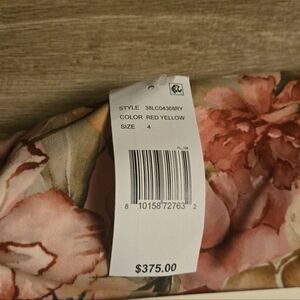 STYLE 38LC04368RY
COLOR RED YELLOW
SIZE 4
8 10158 72763 2
$375.00